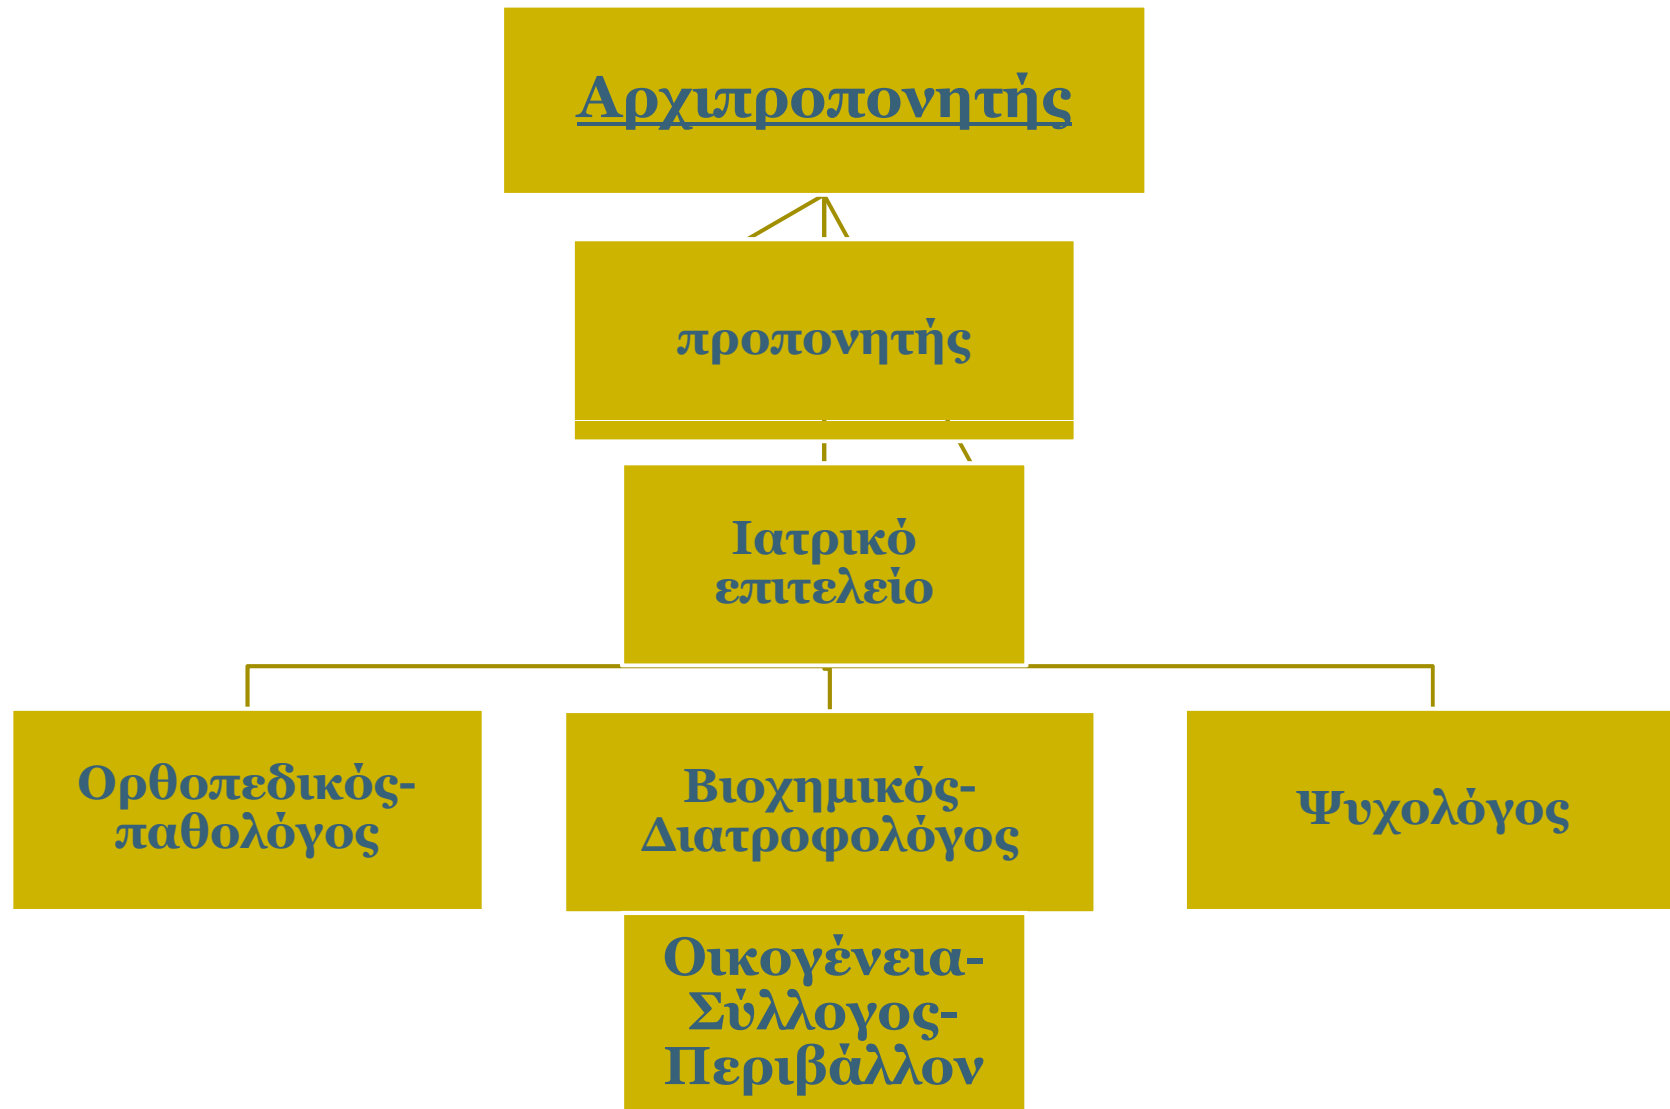 Αρχιπροπονητής
προπονητής
Ιατρικό
επιτελείο
Ορθοπεδικός-
παθολόγος
Βιοχημικός-
Διατροφολόγος
Ψυχολόγος
Οικογένεια-
Σύλλογος-
Περιβάλλον